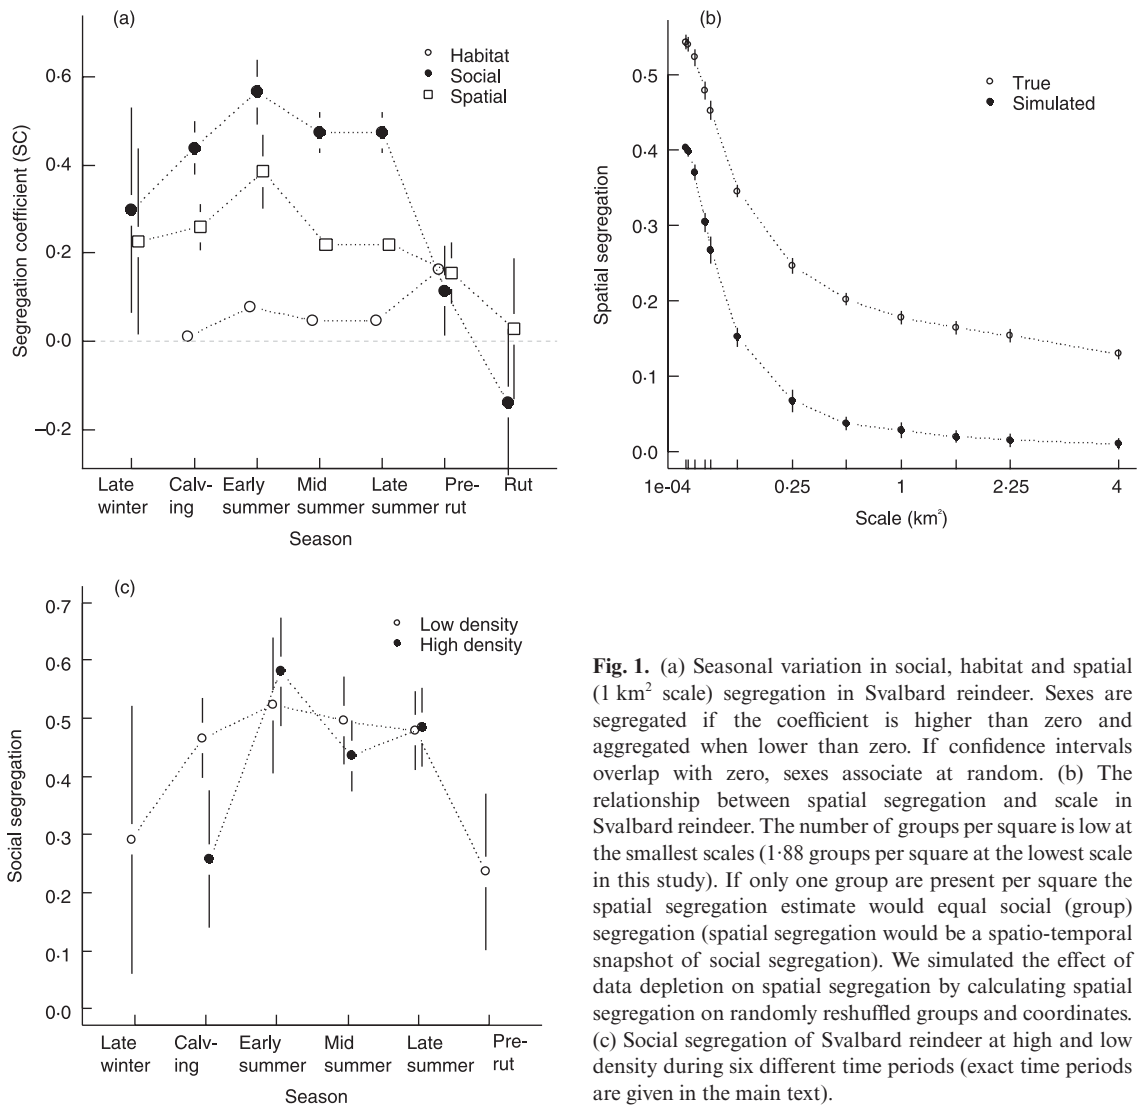 (a)
Habitat
Social
Spatial
Segregation coefficient (SC)
0·6
0·4
0·2
0·0
–0·2
Late winter
Calv-ing
Early summer
Mid summer
Late summer
Pre-rut
Rut
Season
(b)
True
Simulated
Spatial segregation
0·5
0·4
0·3
0·2
0·1
0·0
1e-04
0·25
1
2·25
4
Scale (km²)
(c)
Low density
High density
Social segregation
0·7
0·6
0·5
0·4
0·3
0·2
0·1
0·0
Late winter
Calv-ing
Early summer
Mid summer
Late summer
Pre-rut
Season
Fig. 1. (a) Seasonal variation in social, habitat and spatial
(1 km² scale) segregation in Svalbard reindeer. Sexes are
segregated if the coefficient is higher than zero and
aggregated when lower than zero. If confidence intervals
overlap with zero, sexes associate at random. (b) The
relationship between spatial segregation and scale in
Svalbard reindeer. The number of groups per square is low at
the smallest scales (1·88 groups per square at the lowest scale
in this study). If only one group are present per square the
spatial segregation estimate would equal social (group)
segregation (spatial segregation would be a spatio-temporal
snapshot of social segregation). We simulated the effect of
data depletion on spatial segregation by calculating spatial
segregation on randomly reshuffled groups and coordinates.
(c) Social segregation of Svalbard reindeer at high and low
density during six different time periods (exact time periods
are given in the main text).